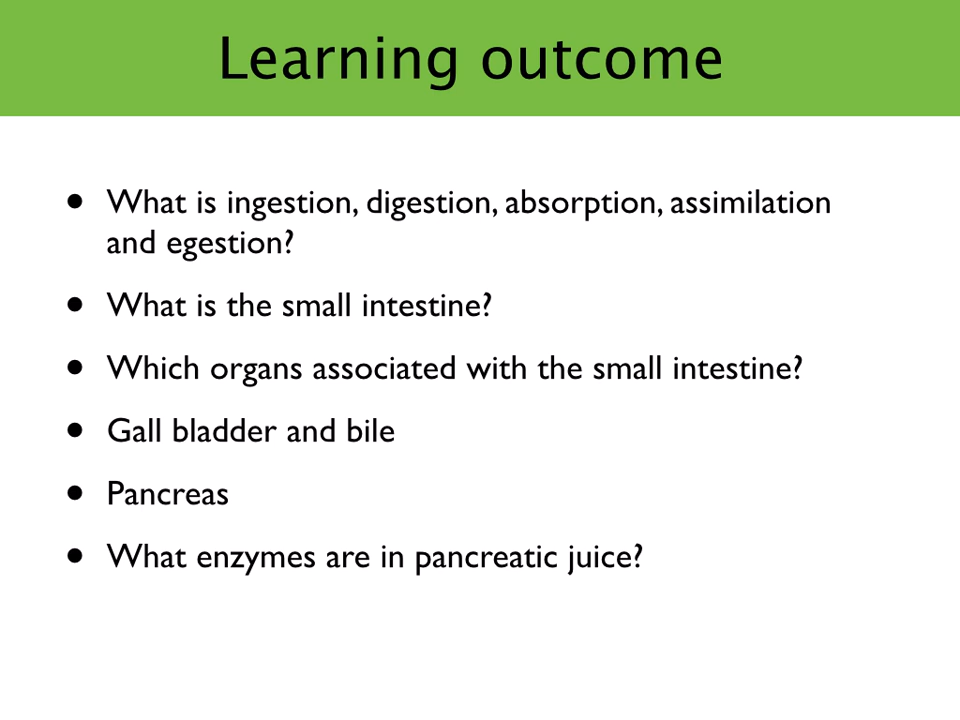 Learning outcome
• What is ingestion, digestion, absorption, assimilation
and egestion?
• What is the small intestine?
• Which organs associated with the small intestine?
• Gall bladder and bile
• Pancreas
• What enzymes are in pancreatic juice?